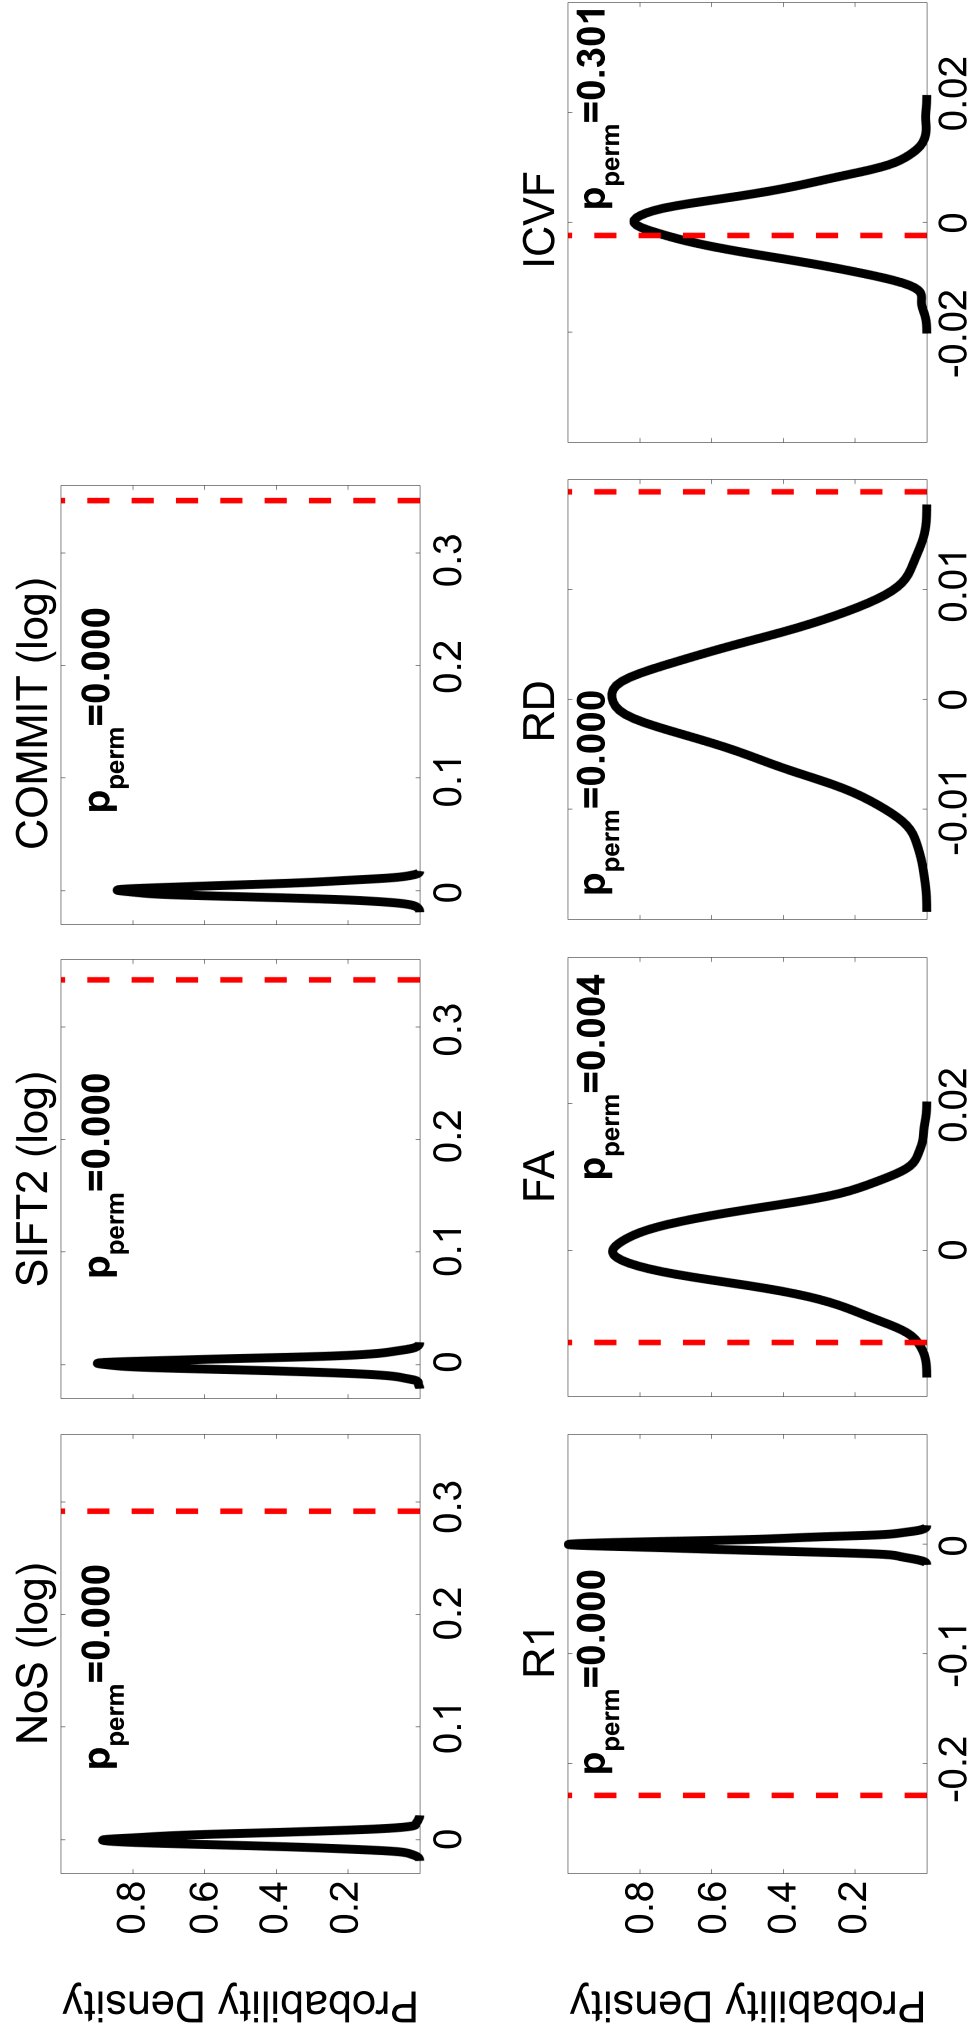 NoS (log)
SIFT2 (log)
COMMIT (log)
Probability Density
0.8
0.6
0.4
0.2
p_perm=0.000
p_perm=0.000
p_perm=0.000
0 0.1 0.2 0.3
0 0.1 0.2 0.3
0 0.1 0.2 0.3
R1
FA
RD
ICVF
Probability Density
0.8
0.6
0.4
0.2
p_perm=0.000
p_perm=0.004
p_perm=0.000
p_perm=0.301
-0.2 -0.1 0
0 0.02
-0.01 0 0.01
-0.02 0 0.02